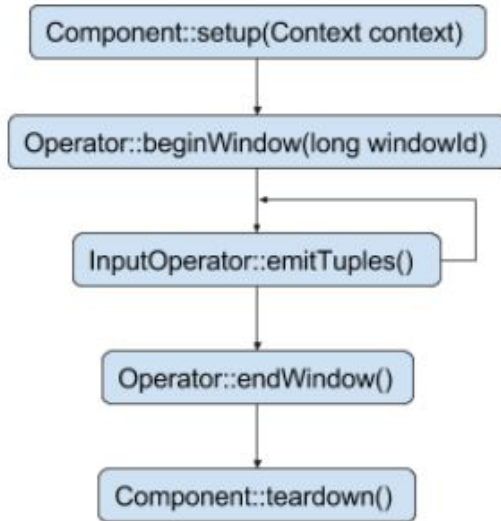 Component::setup(Context context)
Operator::beginWindow(long windowId)
InputOperator::emitTuples()
Operator::endWindow()
Component::teardown()